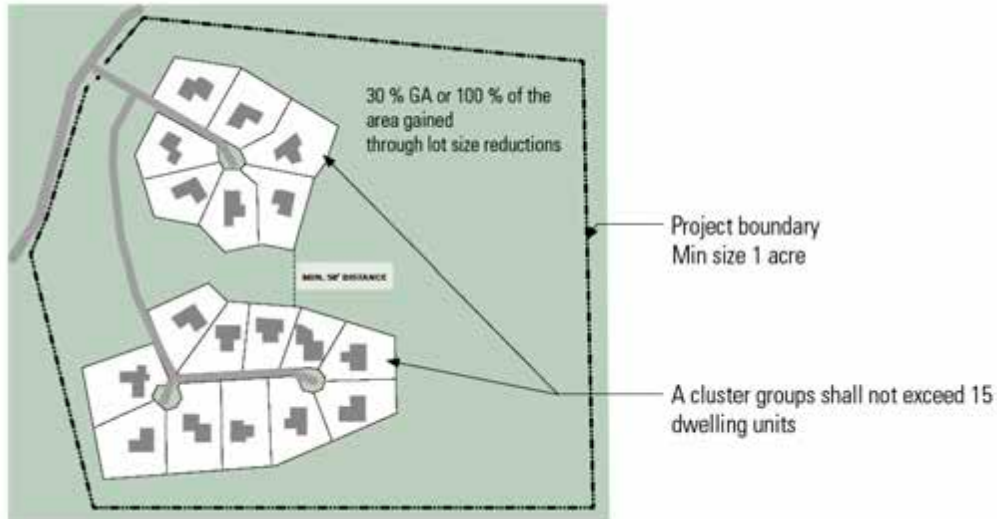 30 % GA or 100 % of the
area gained
through lot size reductions
Project boundary
Min size 1 acre
MIN. 50' DISTANCE
A cluster groups shall not exceed 15
dwelling units